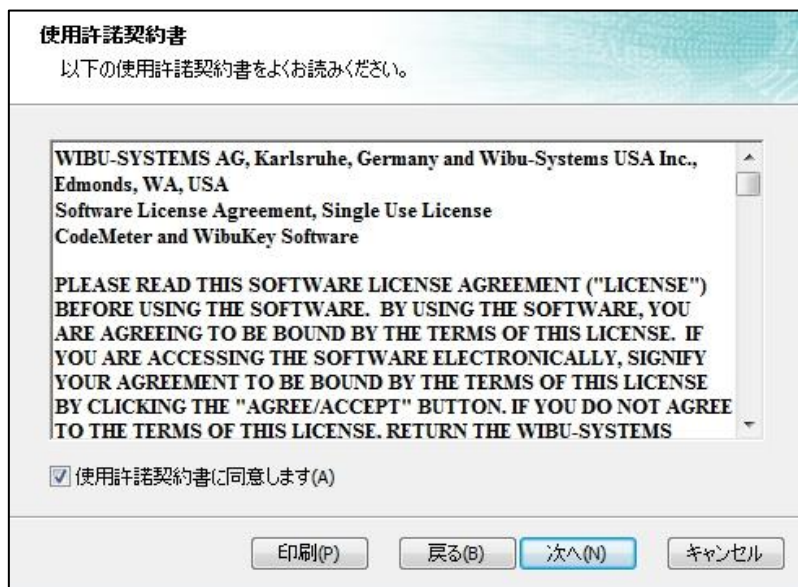 使用許諾契約書
以下の使用許諾契約書をよくお読みください。
WIBU-SYSTEMS AG, Karlsruhe, Germany and Wibu-Systems USA Inc.,
Edmonds, WA, USA
Software License Agreement, Single Use License
CodeMeter and WibuKey Software
PLEASE READ THIS SOFTWARE LICENSE AGREEMENT ("LICENSE")
BEFORE USING THE SOFTWARE.  BY USING THE SOFTWARE, YOU
ARE AGREEING TO BE BOUND BY THE TERMS OF THIS LICENSE.  IF
YOU ARE ACCESSING THE SOFTWARE ELECTRONICALLY, SIGNIFY
YOUR AGREEMENT TO BE BOUND BY THE TERMS OF THIS LICENSE
BY CLICKING THE "AGREE/ACCEPT" BUTTON. IF YOU DO NOT AGREE
TO THE TERMS OF THIS LICENSE, RETURN THE WIBU-SYSTEMS
使用許諾契約書に同意します(A)
印刷(P) 戻る(B) 次へ(N) キャンセル